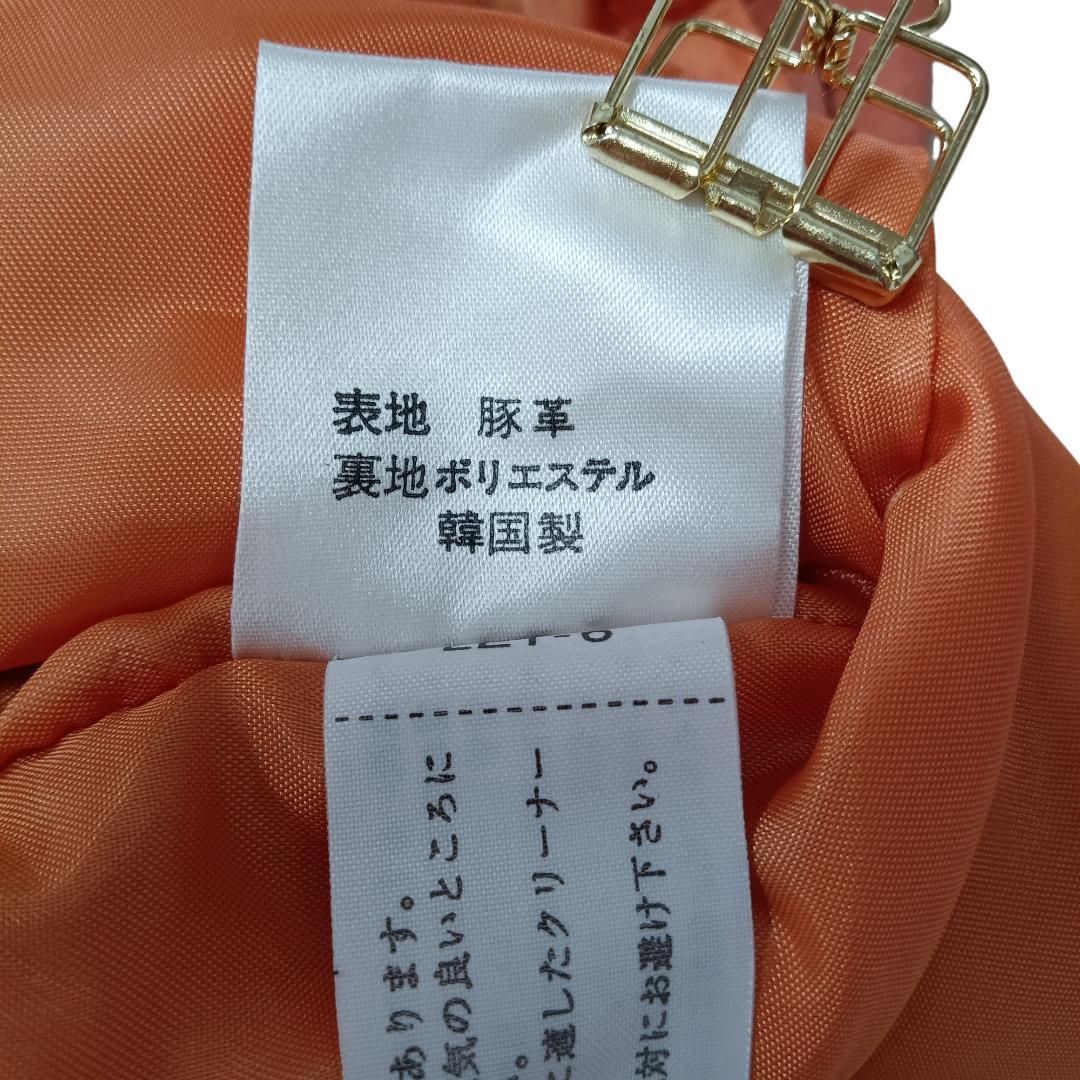 表地 豚革
裏地ポリエステル
韓国製
あります。
気の良いところに
。
適したクリーナー
対にお避け下さい。